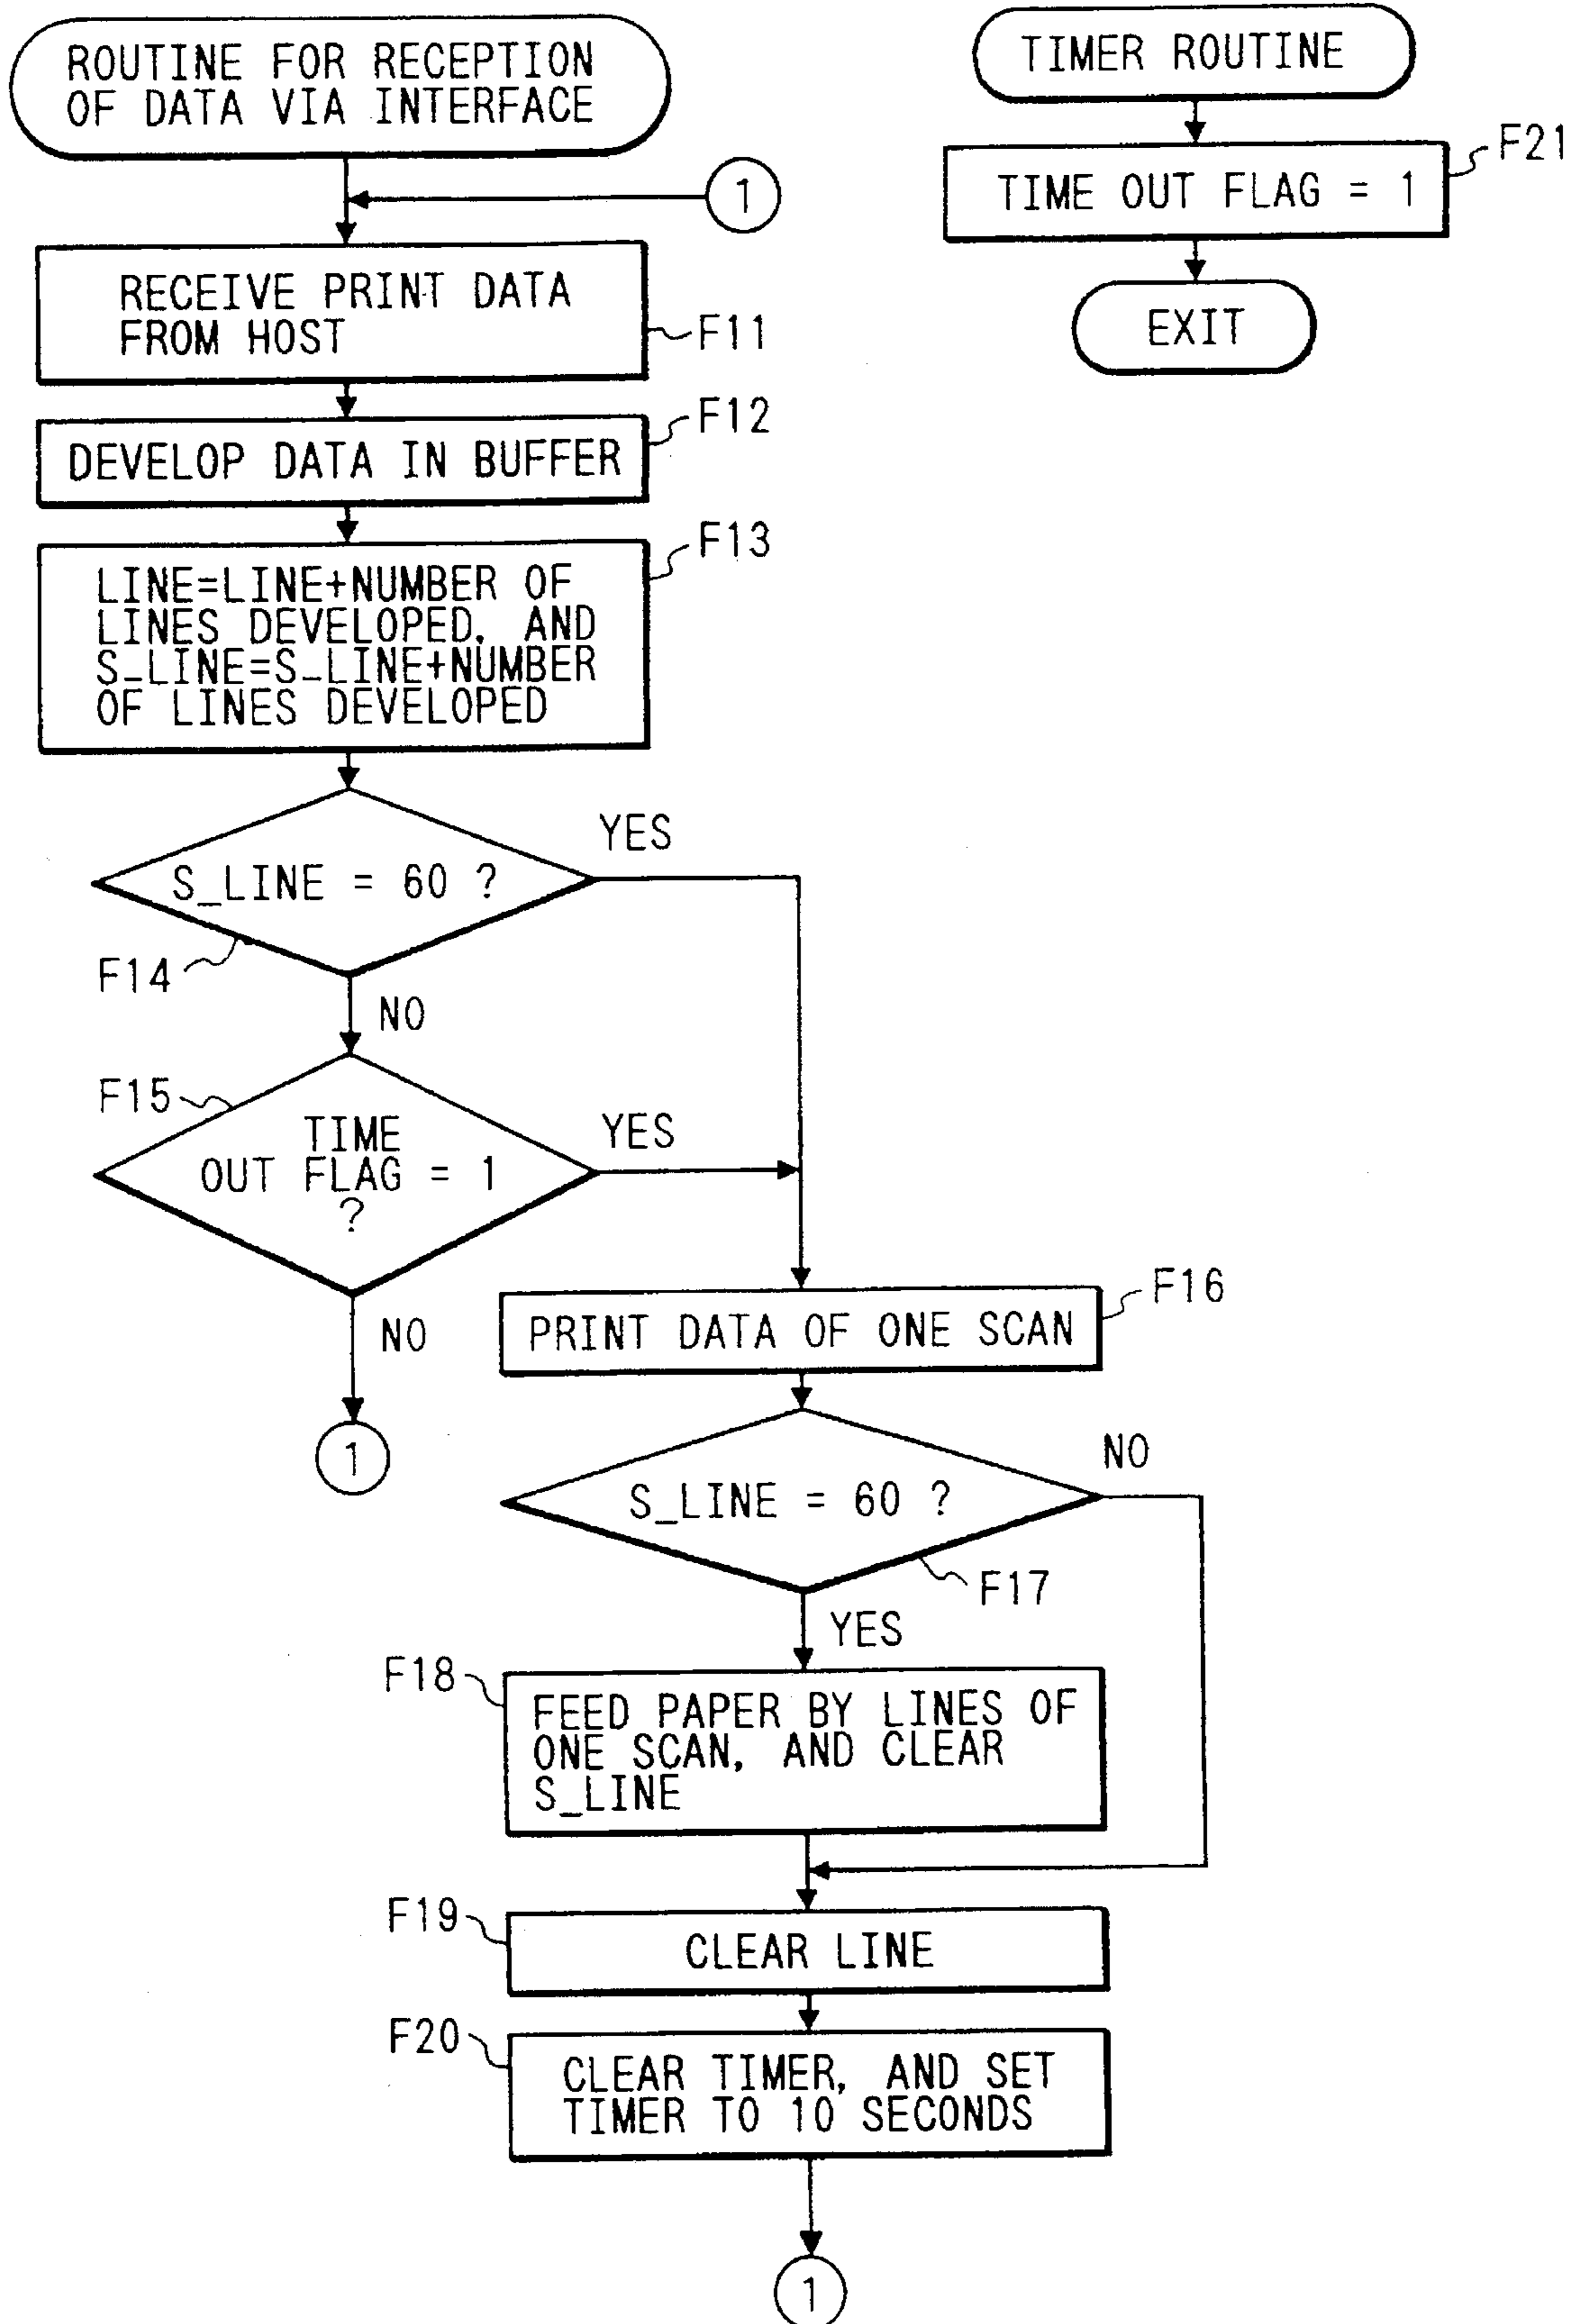 ROUTINE FOR RECEPTION
OF DATA VIA INTERFACE
1
RECEIVE PRINT DATA
FROM HOST
F11
DEVELOP DATA IN BUFFER
F12
LINE=LINE+NUMBER OF
LINES DEVELOPED, AND
S_LINE=S_LINE+NUMBER
OF LINES DEVELOPED
F13
S_LINE = 60 ?
YES
F14
NO
F15
TIME
OUT FLAG = 1
?
YES
NO
1
PRINT DATA OF ONE SCAN
F16
S_LINE = 60 ?
NO
F17
YES
F18
FEED PAPER BY LINES OF
ONE SCAN, AND CLEAR
S_LINE
F19
CLEAR LINE
F20
CLEAR TIMER, AND SET
TIMER TO 10 SECONDS
1
TIMER ROUTINE
TIME OUT FLAG = 1
F21
EXIT